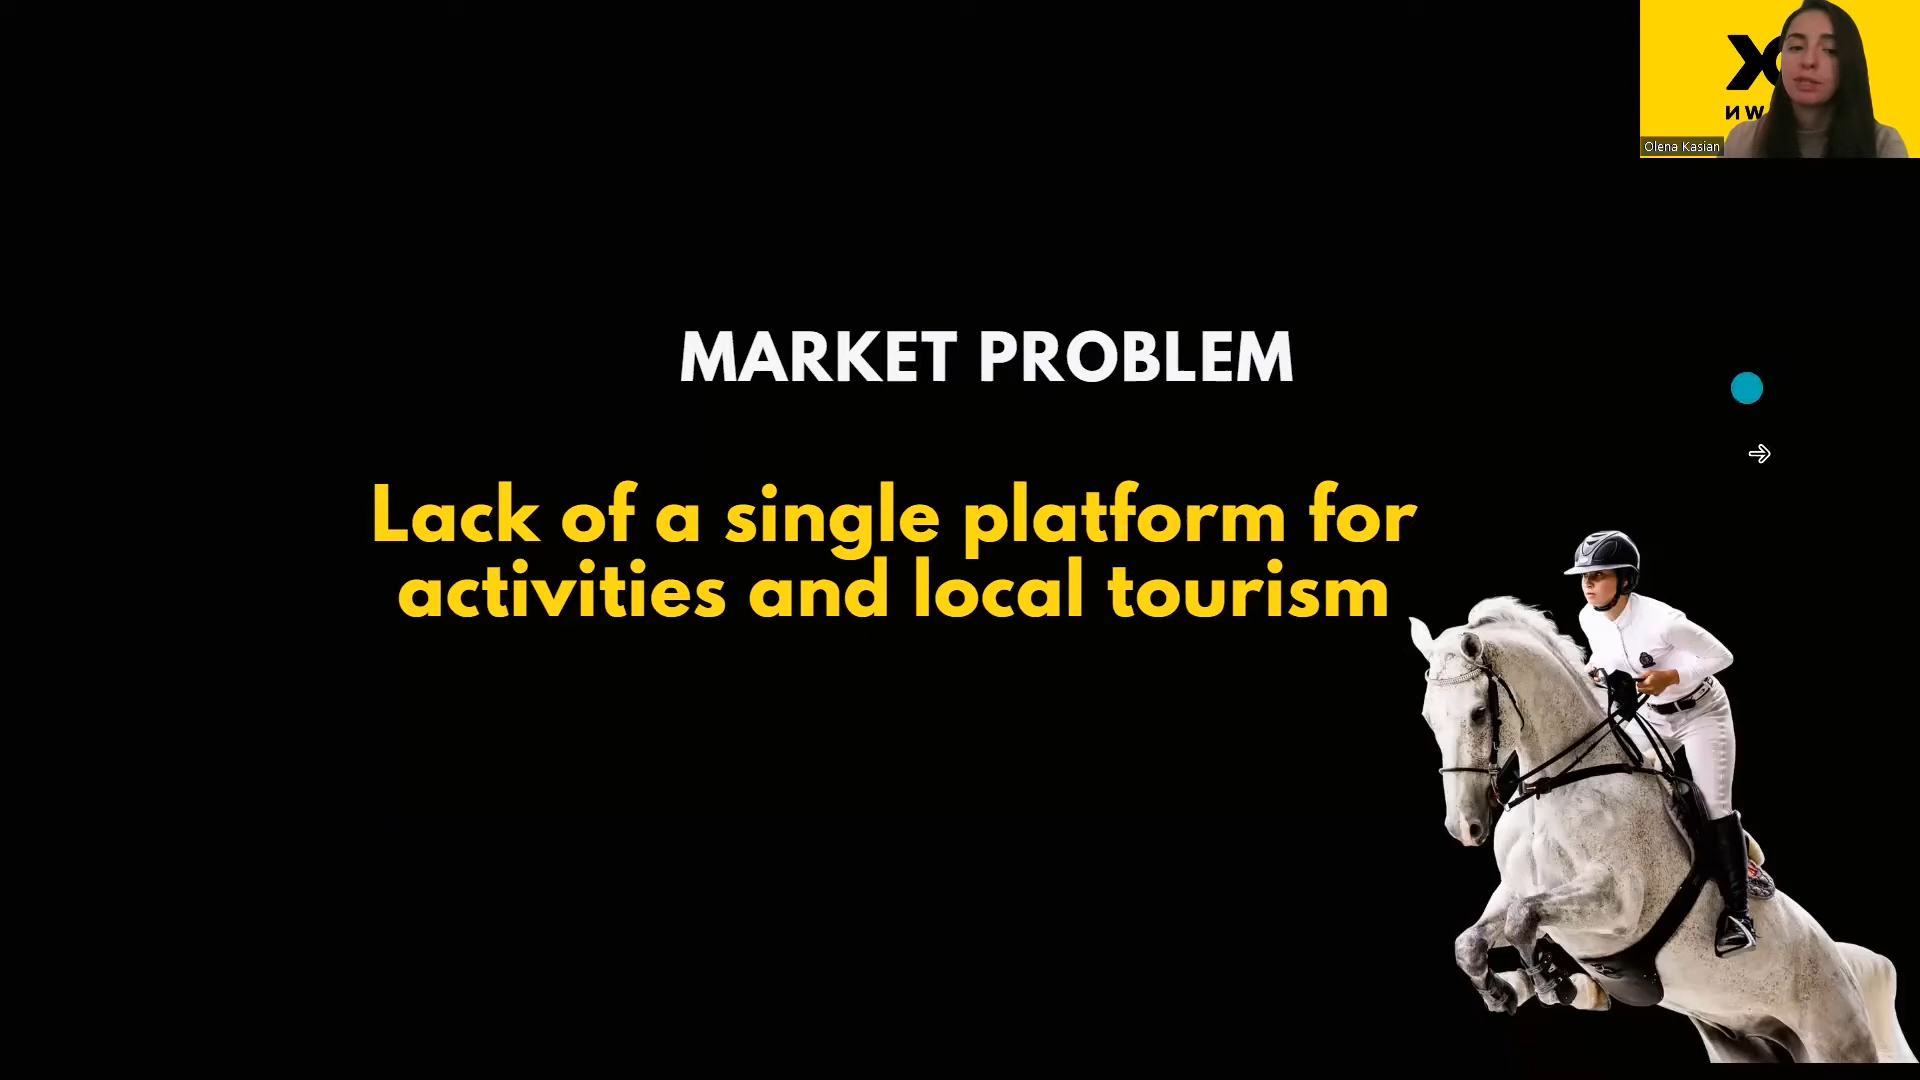 Olena Kasian
MARKET PROBLEM
Lack of a single platform for
activities and local tourism